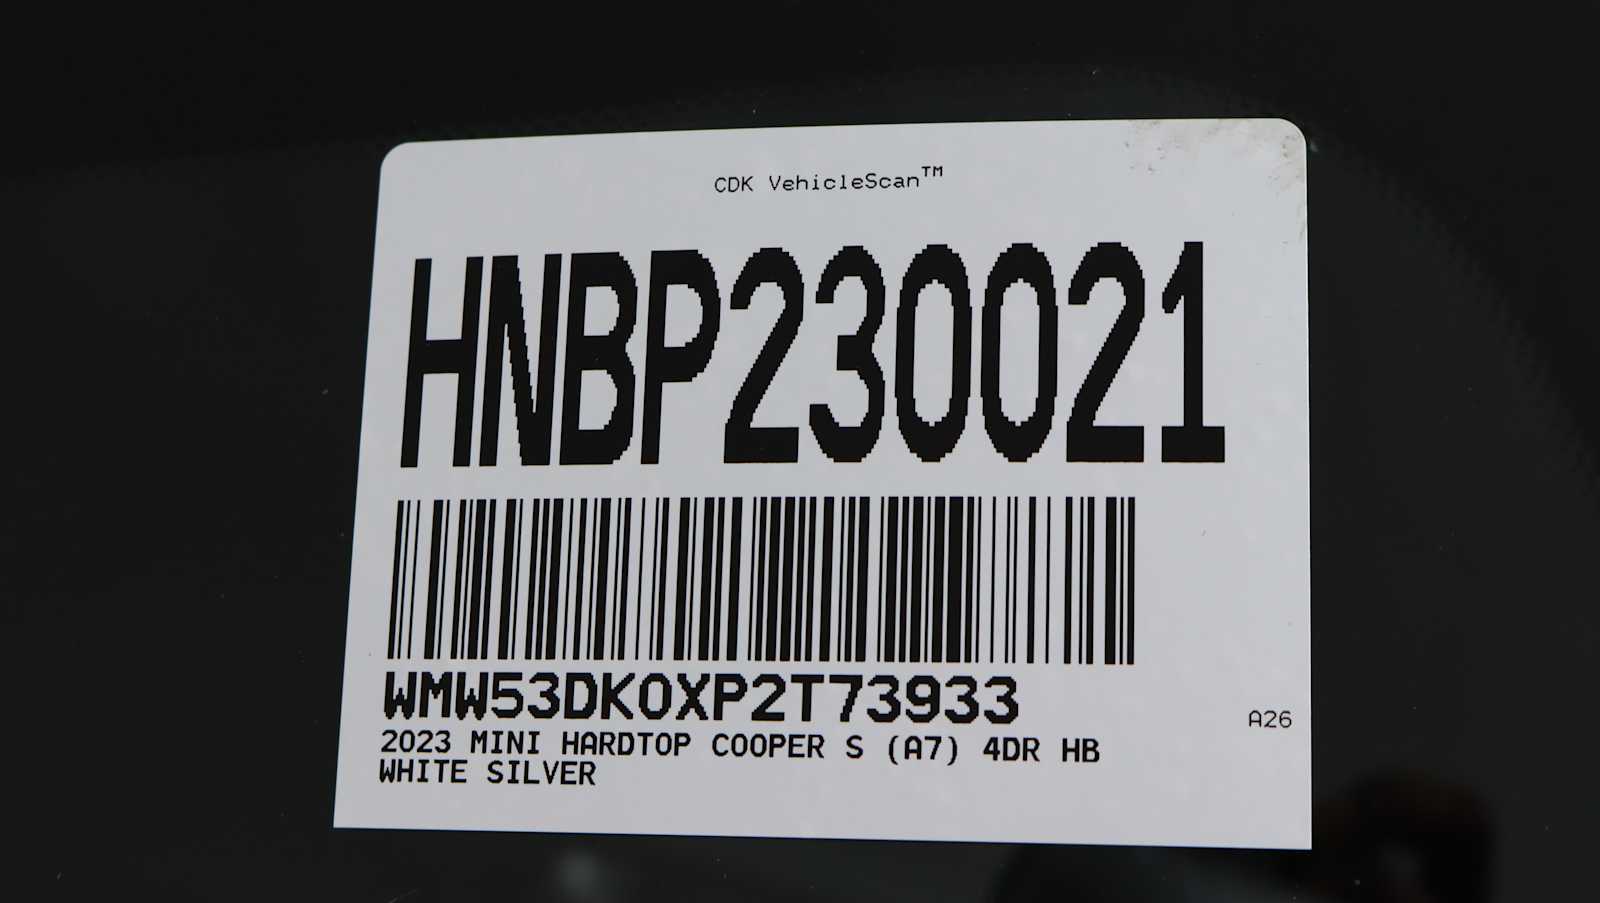 CDK VehicleScan™
HNBP230021
WMW53DK0XP2T73933
A26
2023 MINI HARDTOP COOPER S (A7) 4DR HB
WHITE SILVER